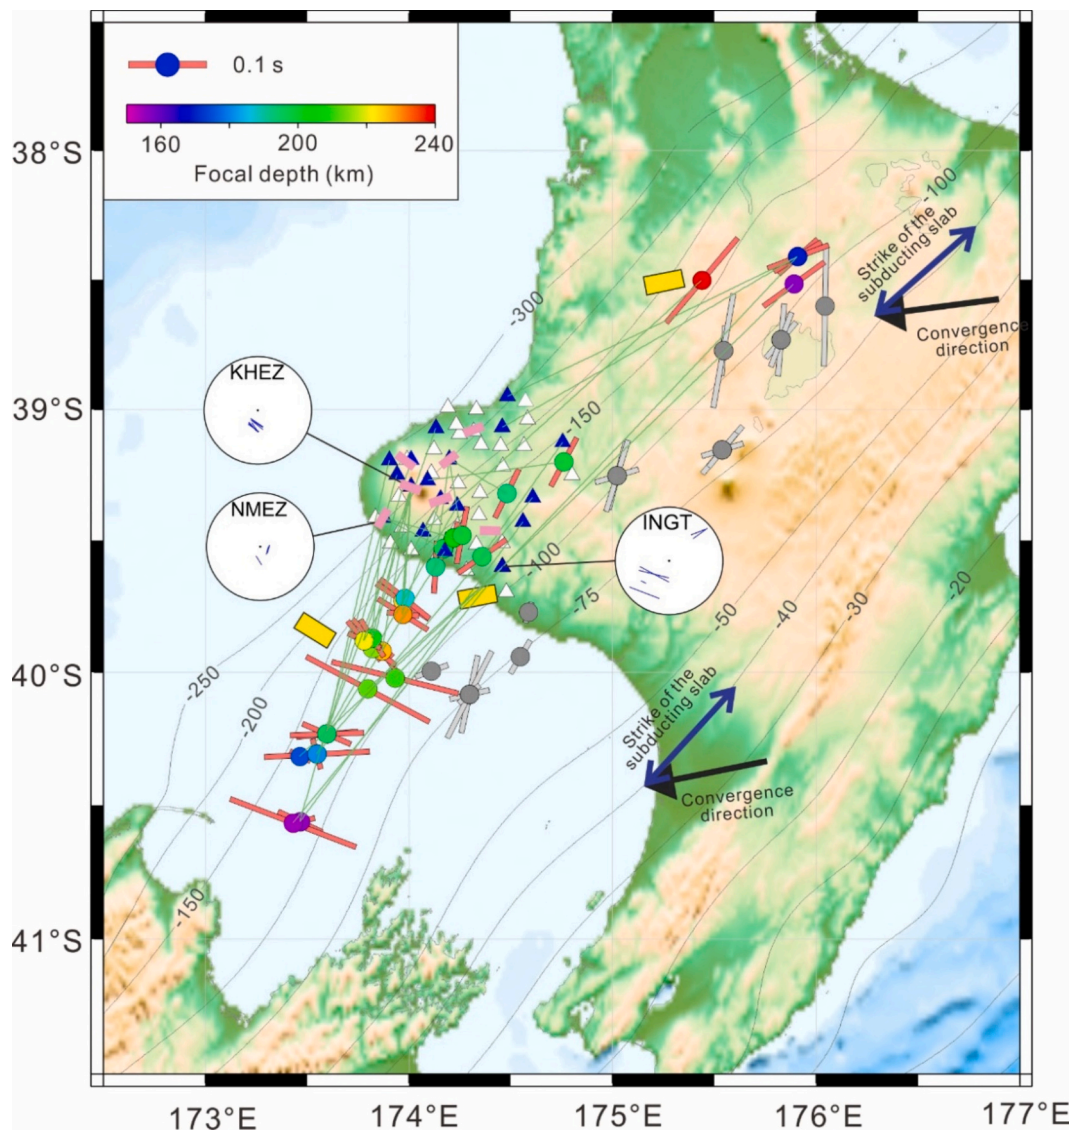 0.1 s
160
200
240
Focal depth (km)
38°S
39°S
40°S
41°S
-100
Strike of the
subducting slab
Convergence
direction
-300
KHEZ
-150
NMEZ
INGT
-100
-75
-50
-40
-30
-20
-250
-200
Strike of the
subducting slab
Convergence
direction
-150
173°E
174°E
175°E
176°E
177°E